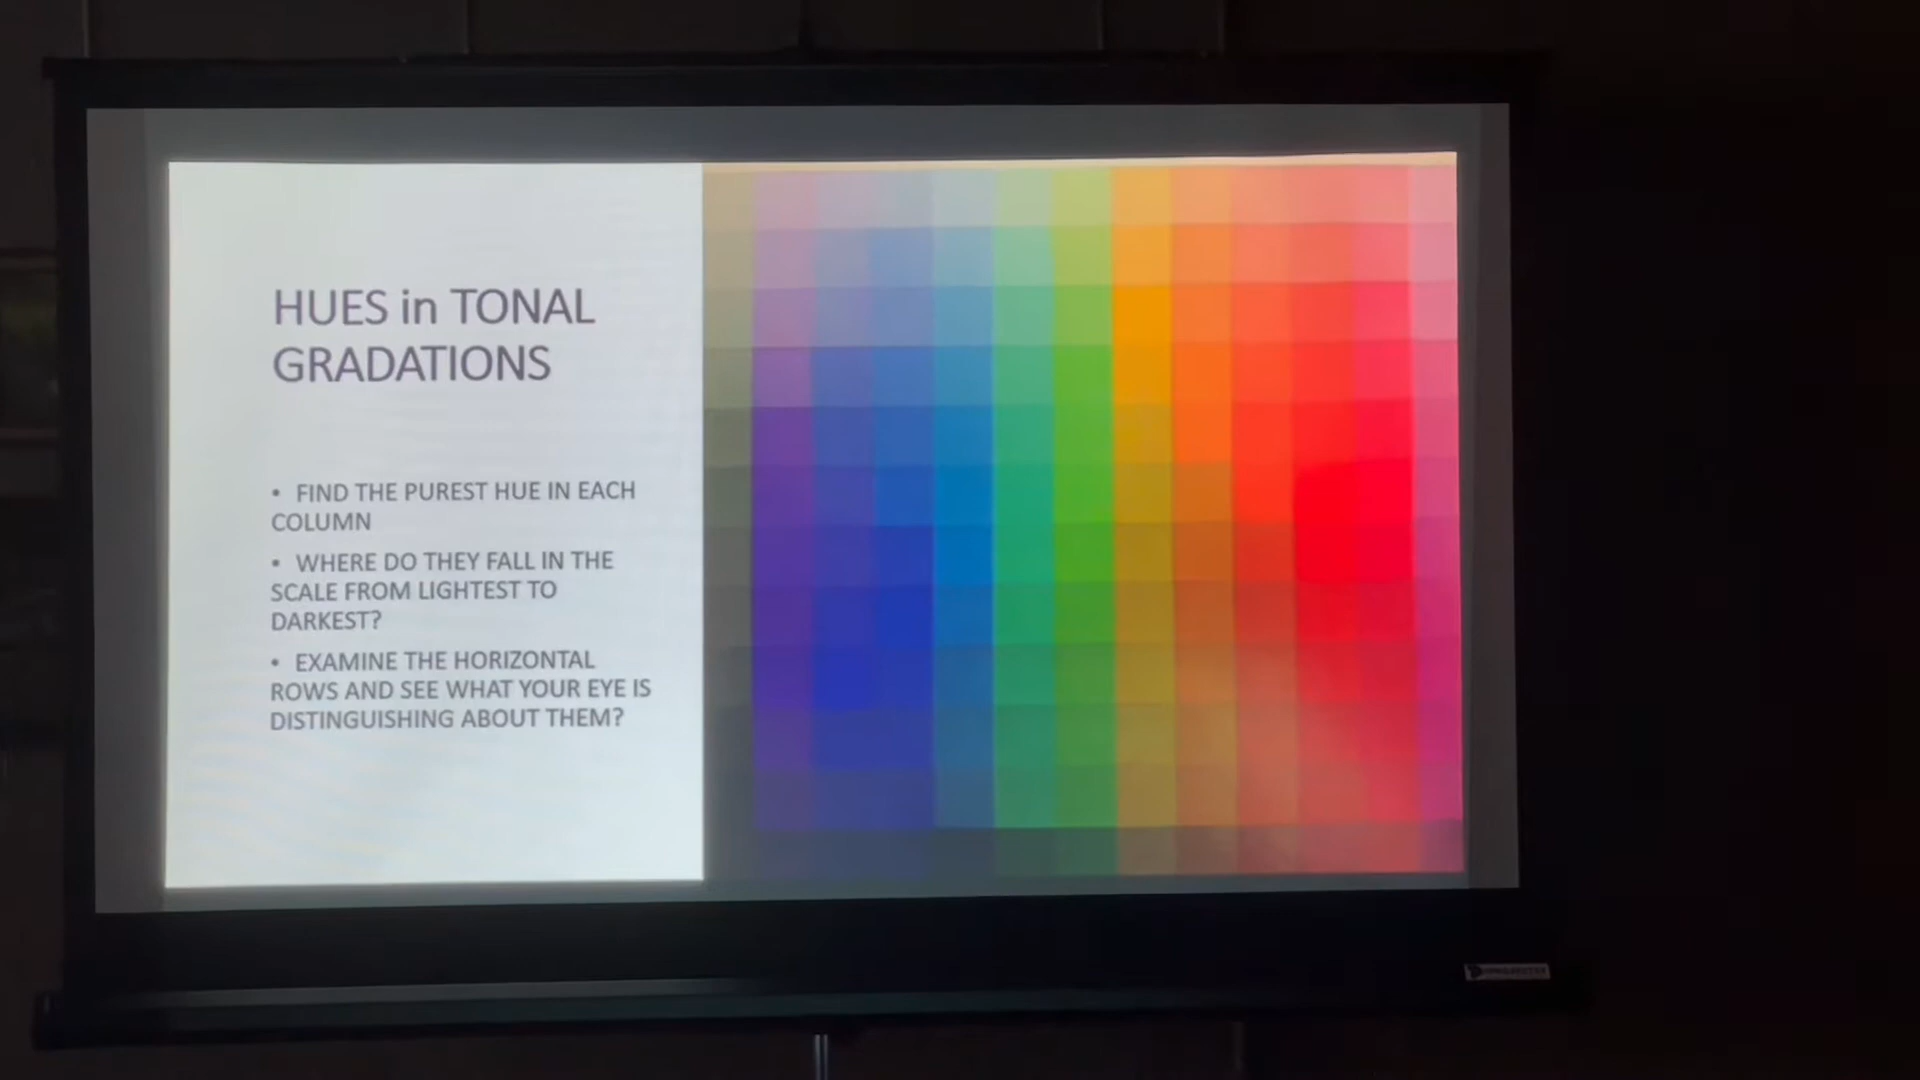 HUES in TONAL
GRADATIONS
• FIND THE PUREST HUE IN EACH
COLUMN
• WHERE DO THEY FALL IN THE
SCALE FROM LIGHTEST TO
DARKEST?
• EXAMINE THE HORIZONTAL
ROWS AND SEE WHAT YOUR EYE IS
DISTINGUISHING ABOUT THEM?